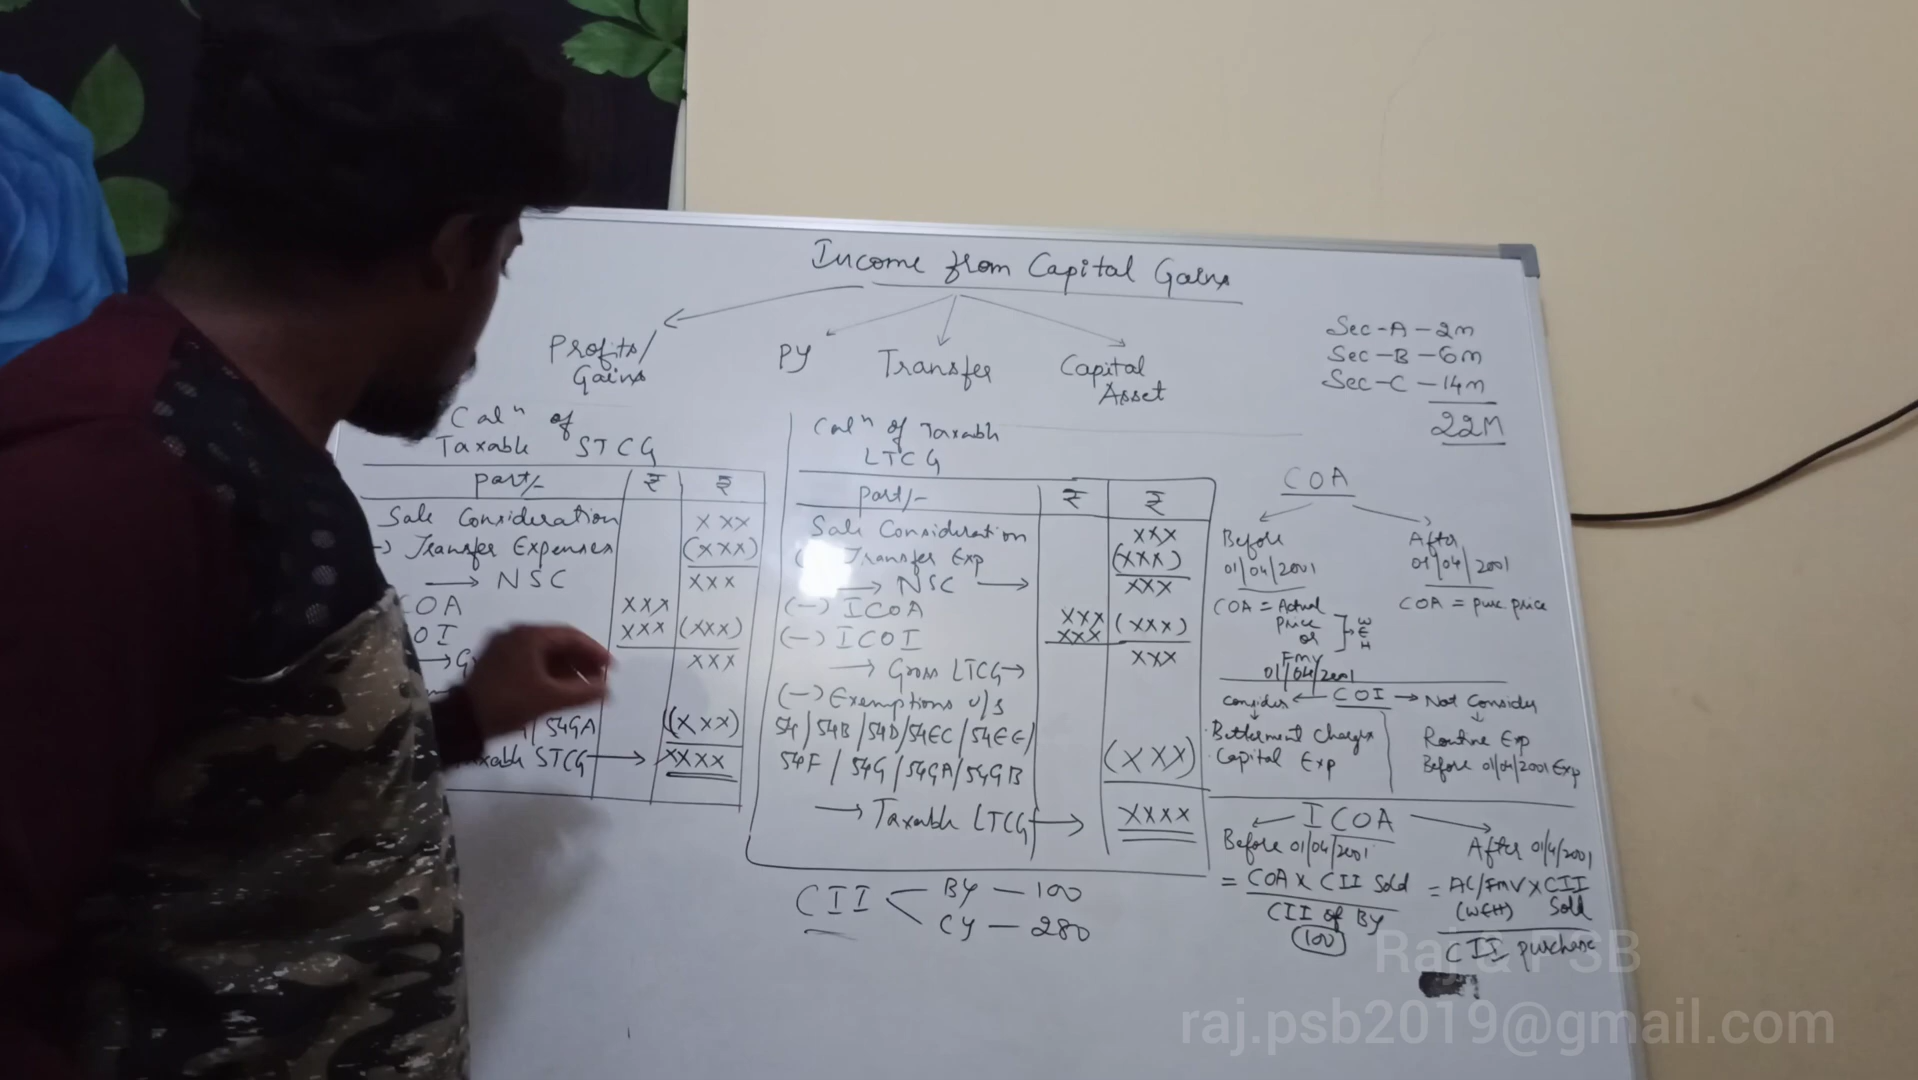 Income from Capital Gains
Profits/
Gains
PY
Transfer
Capital
Asset
Sec-A-2m
Sec-B-6m
Sec-C-14m
22M
Calⁿ of
Taxable STCG
Part/- ₹ ₹
Sale Consideration XXX
Transfer Expenses (XXX)
→ NSC XXX
COA XXX
OI XXX (XXX)
→ G XXX
/54GA (XXX)
xable STCG → XXXX
Calⁿ of Taxable
LTCG
Part/- ₹ ₹
Sale Consideration XXX
Transfer Exp (XXX)
→ NSC → XXX
(-) ICOA XXX
(-) ICOI XXX (XXX)
→ Gross LTCG → XXX
(-) Exemptions u/s
54/54B/54D/54EC/54EE/
54F/54G/54GA/54GB (XXX)
→ Taxable LTCG → XXXX
CII
BY - 100
CY - 280
COA
Before
01/04/2001
COA = Actual
Price
or
FMV
01/04/2001
WEH
After
01/04/2001
COA = purc. price
consider ← COI → Not Consider
Betterment Charges
Capital Exp
Routine Exp
Before 01/04/2001 Exp
ICOA
Before 01/04/2001
= COA X CII Sold
CII of BY
100
After 01/4/2001
= AC/FMV X CII
(WEH) Sold
CII purchase
Raj & PSB
raj.psb2019@gmail.com